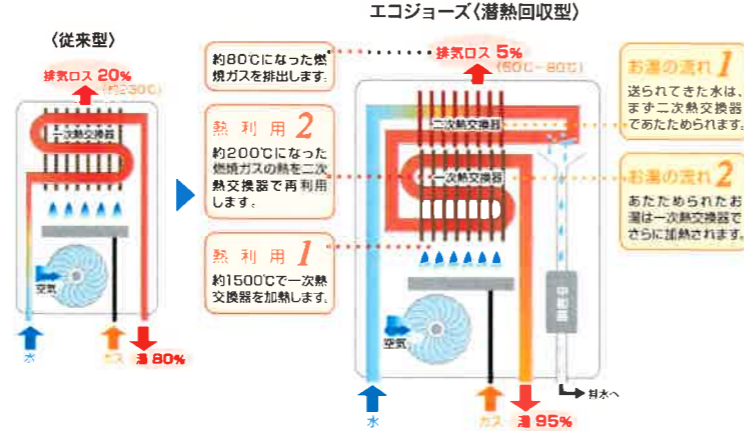 〈従来型〉
排気ロス 20%
(約230℃)
一次熱交換器
空気
水
ガス
湯 80%
エコジョーズ〈潜熱回収型〉
約80℃になった燃
焼ガスを排出します。
熱利用 2
約200℃になった
燃焼ガスの熱を二次
熱交換器で再利用
します。
熱利用 1
約1500℃で一次熱
交換器を加熱します。
排気ロス 5%
(50℃~80℃)
二次熱交換器
一次熱交換器
空気
中和器
排水へ
水
ガス
湯 95%
お湯の流れ 1
送られてきた水は、
まず二次熱交換器
であたためられます。
お湯の流れ 2
あたためられたお
湯は一次熱交換器で
さらに加熱されます。